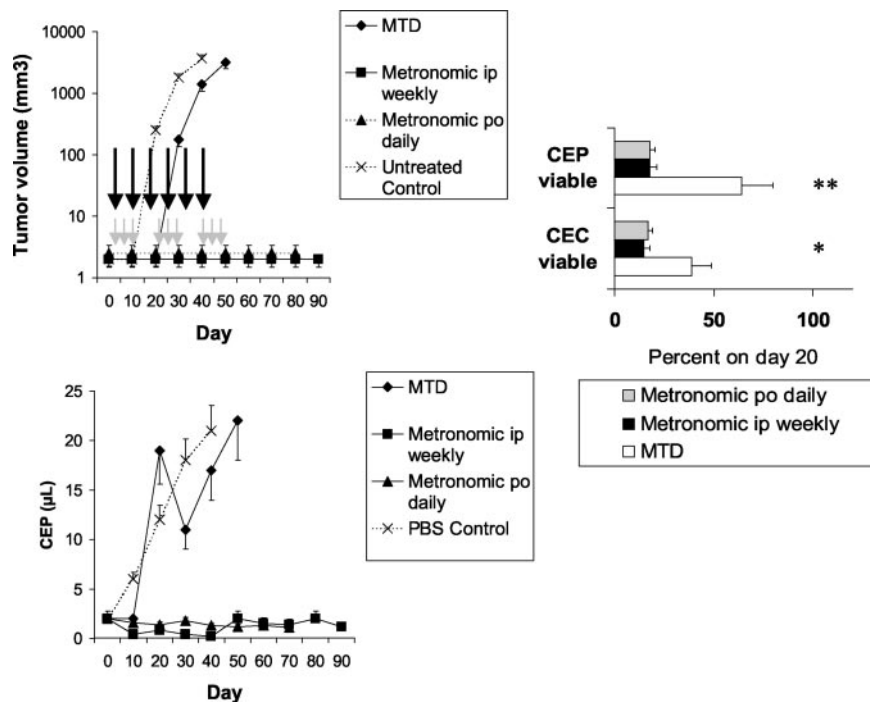 Tumor volume (mm3)
10000
1000
100
10
1
0 10 20 30 40 50 60 70 80 90
Day
MTD
Metronomic ip
weekly
Metronomic po
daily
Untreated
Control
CEP
viable
**
CEC
viable
*
0 50 100
Percent on day 20
Metronomic po daily
Metronomic ip weekly
MTD
CEP (µL)
25
20
15
10
5
0
0 10 20 30 40 50 60 70 80 90
Day
MTD
Metronomic ip
weekly
Metronomic po
daily
PBS Control